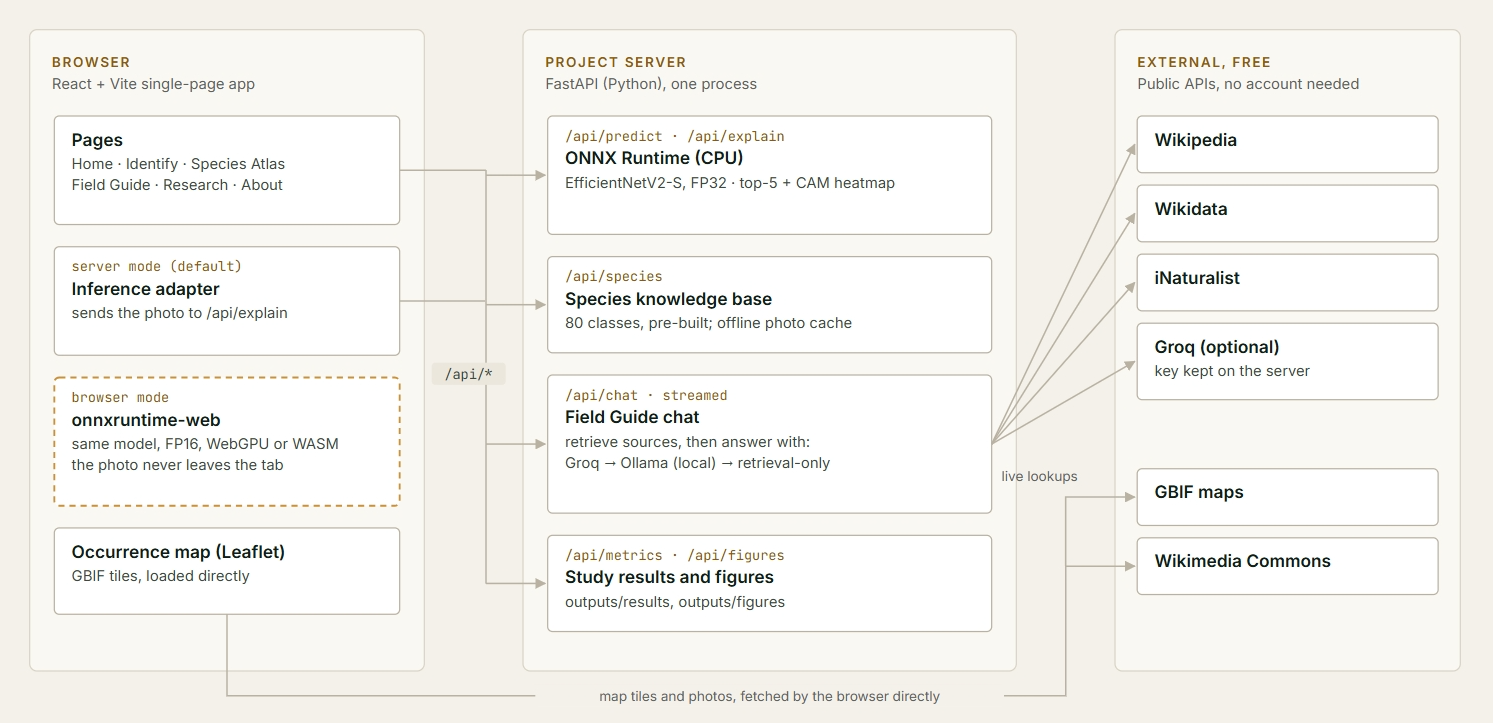 BROWSER
React + Vite single-page app
Pages
Home · Identify · Species Atlas
Field Guide · Research · About
server mode (default)
Inference adapter
sends the photo to /api/explain
browser mode
onnxruntime-web
same model, FP16, WebGPU or WASM
the photo never leaves the tab
Occurrence map (Leaflet)
GBIF tiles, loaded directly
/api/*
PROJECT SERVER
FastAPI (Python), one process
/api/predict · /api/explain
ONNX Runtime (CPU)
EfficientNetV2-S, FP32 · top-5 + CAM heatmap
/api/species
Species knowledge base
80 classes, pre-built; offline photo cache
/api/chat · streamed
Field Guide chat
retrieve sources, then answer with:
Groq → Ollama (local) → retrieval-only
/api/metrics · /api/figures
Study results and figures
outputs/results, outputs/figures
live lookups
EXTERNAL, FREE
Public APIs, no account needed
Wikipedia
Wikidata
iNaturalist
Groq (optional)
key kept on the server
GBIF maps
Wikimedia Commons
map tiles and photos, fetched by the browser directly